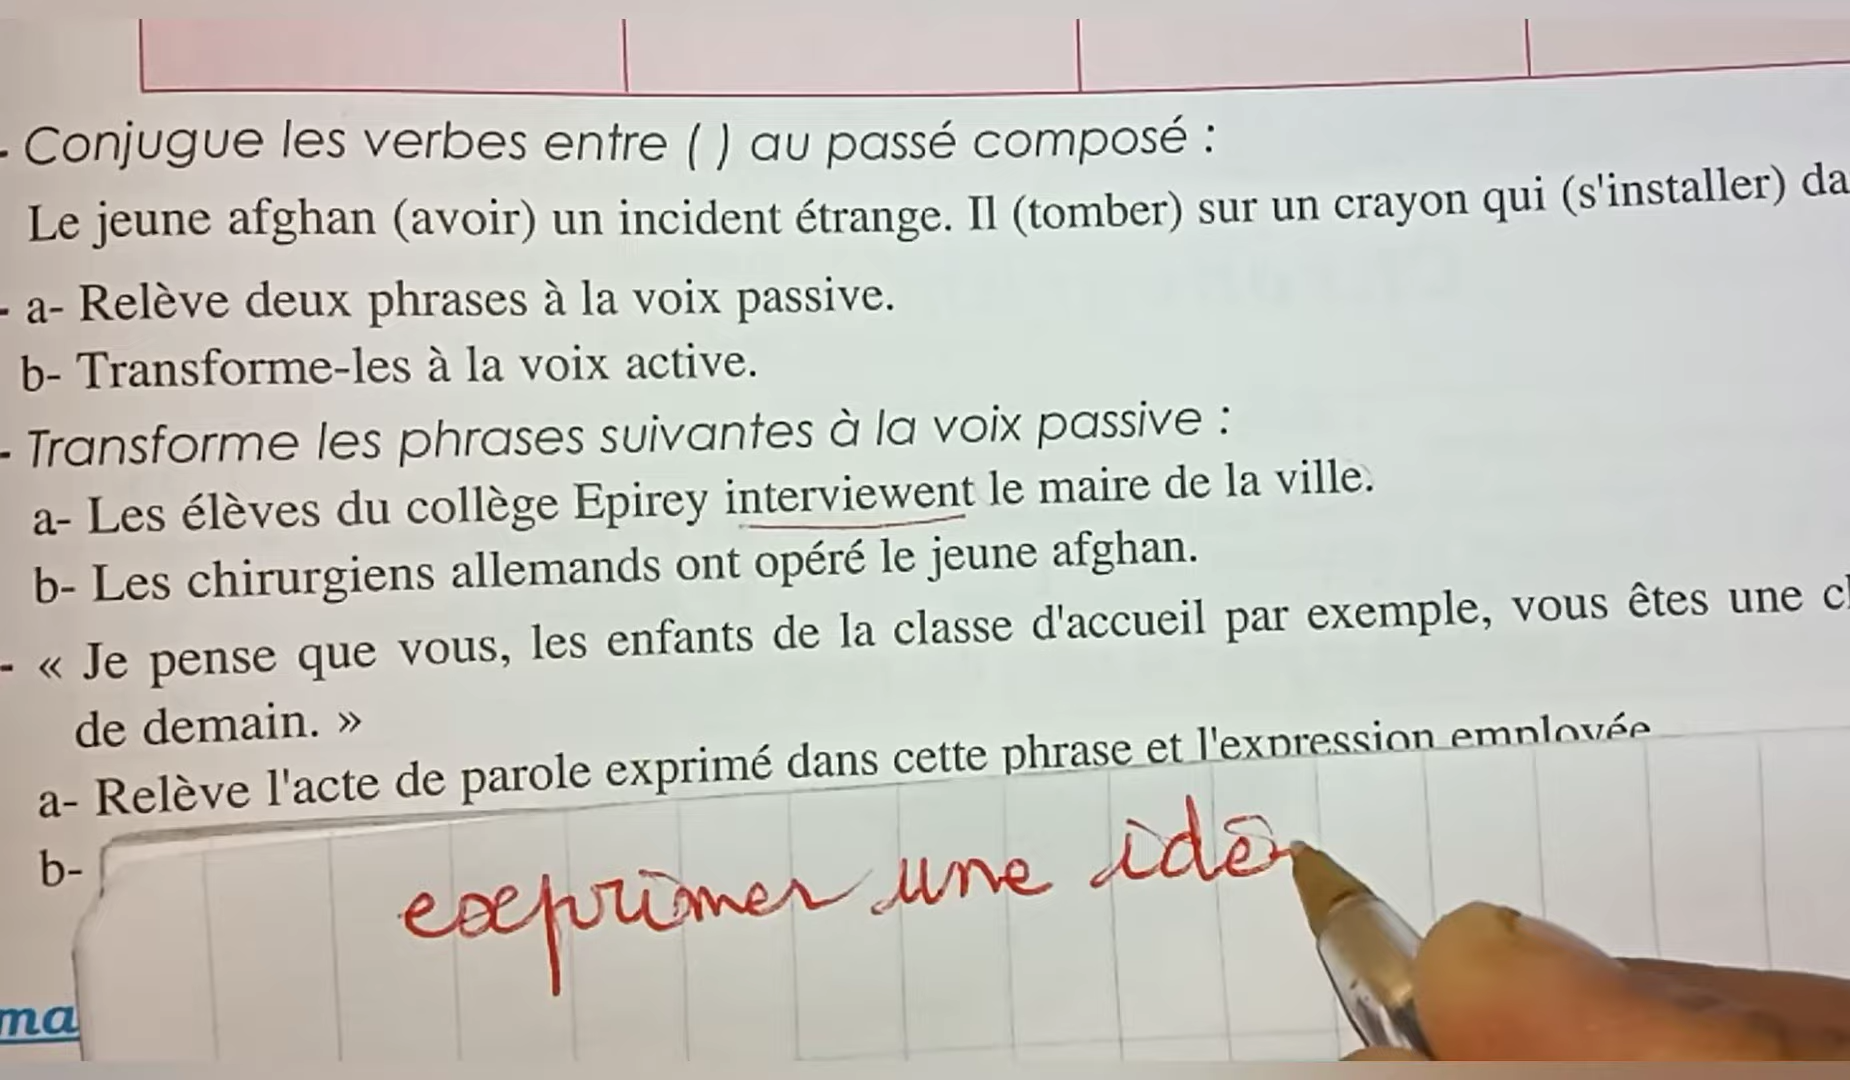 - Conjugue les verbes entre ( ) au passé composé :
Le jeune afghan (avoir) un incident étrange. Il (tomber) sur un crayon qui (s'installer) da
- a- Relève deux phrases à la voix passive.
b- Transforme-les à la voix active.
- Transforme les phrases suivantes à la voix passive :
a- Les élèves du collège Epirey interviewent le maire de la ville.
b- Les chirurgiens allemands ont opéré le jeune afghan.
- « Je pense que vous, les enfants de la classe d'accueil par exemple, vous êtes une c
de demain. »
a- Relève l'acte de parole exprimé dans cette phrase et l'expression employée
b-
exprimer une idé
ma